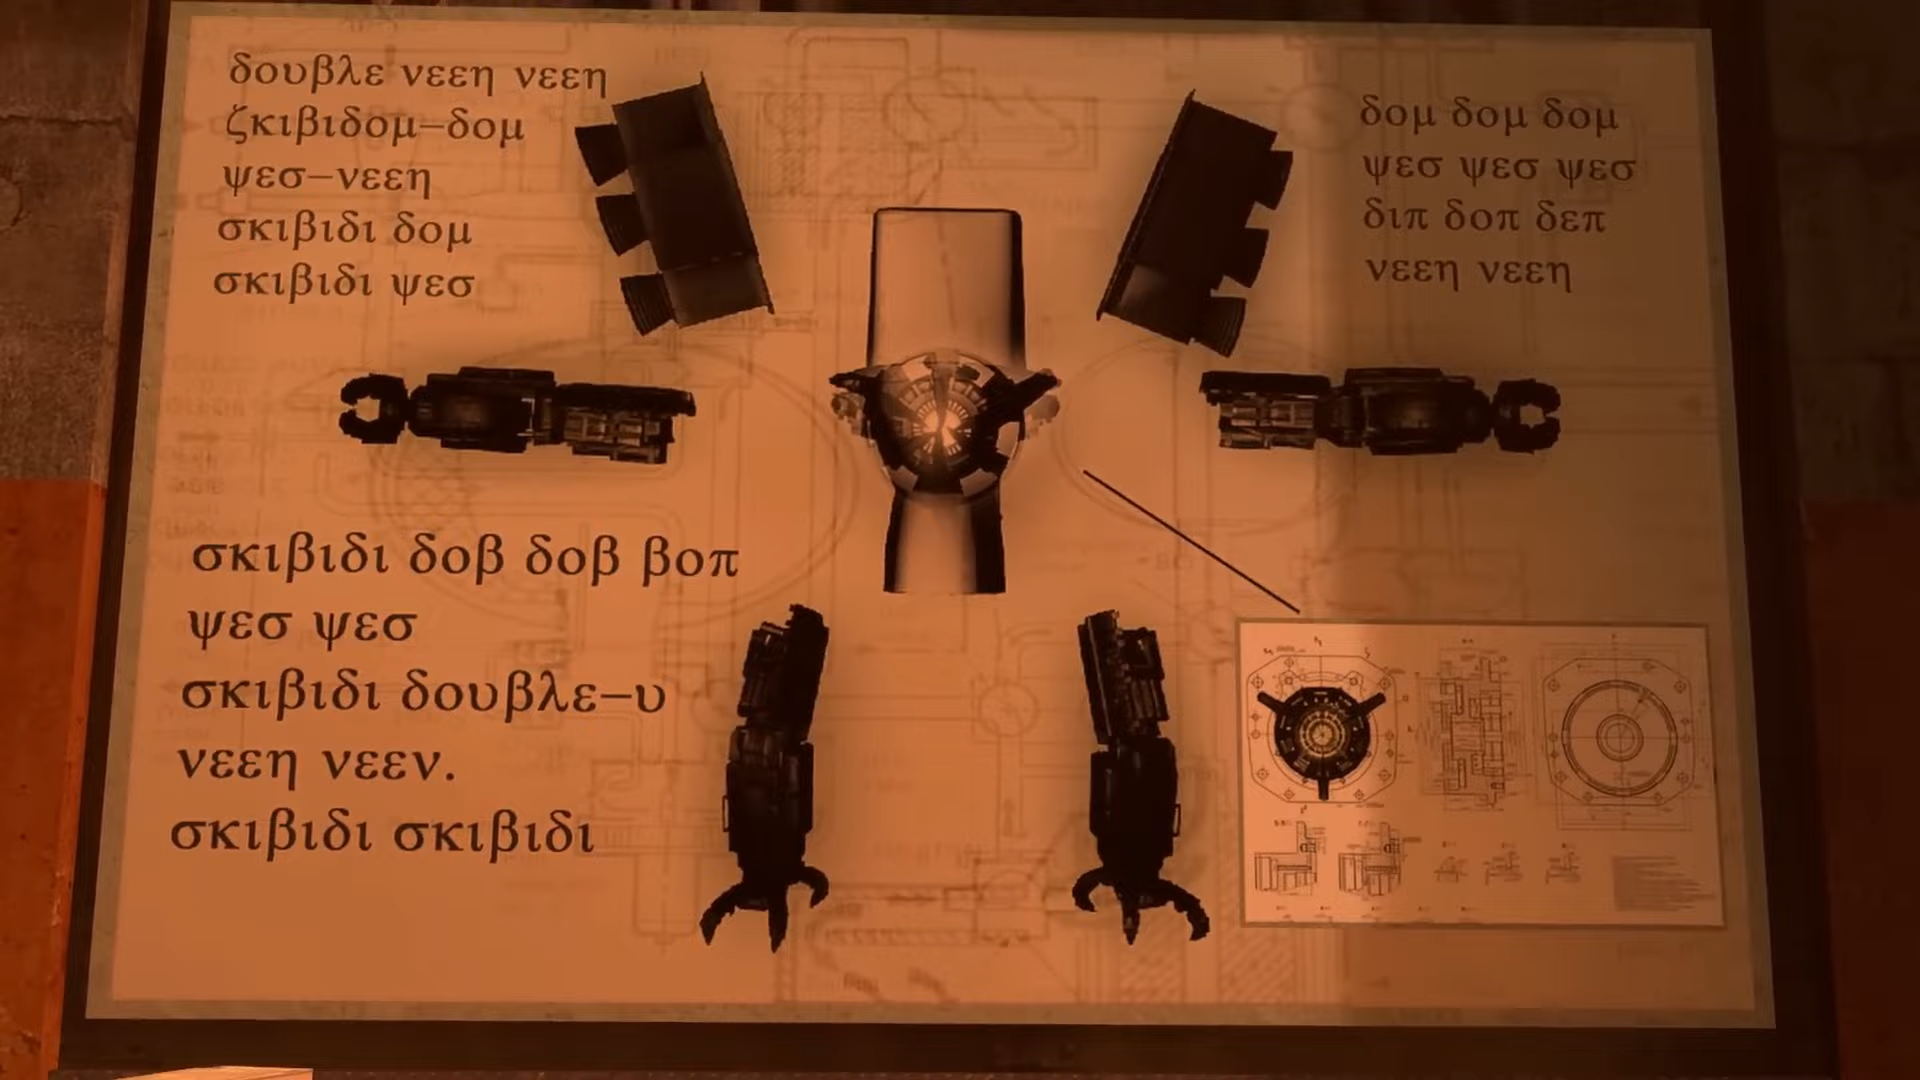 δουβλε νεεη νεεη
ζκιβιδομ–δομ
ψεσ–νεεη
σκιβιδι δομ
σκιβιδι ψεσ
δομ δομ δομ
ψεσ ψεσ ψεσ
διπ δοπ δεπ
νεεη νεεη
σκιβιδι δοβ δοβ βοπ
ψεσ ψεσ
σκιβιδι δουβλε–υ
νεεη νεεν.
σκιβιδι σκιβιδι